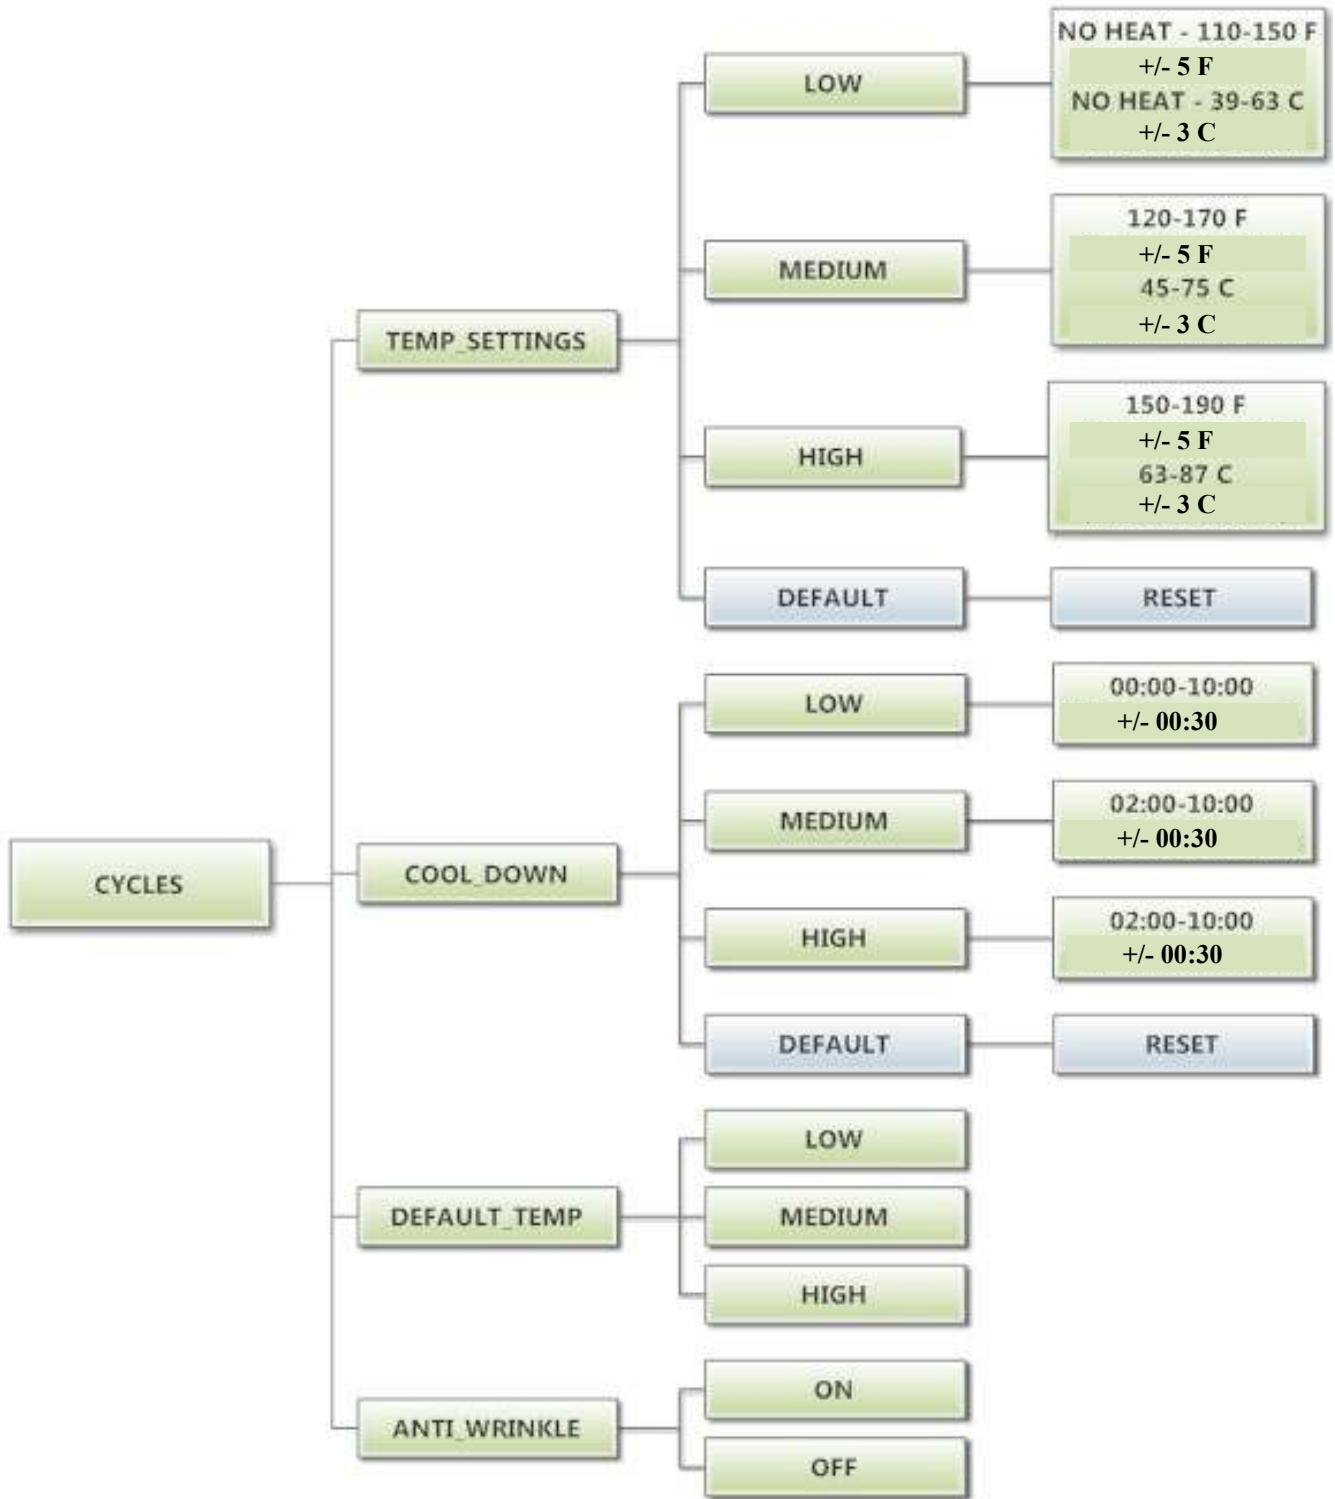 CYCLES
TEMP_SETTINGS
LOW
NO HEAT - 110-150 F
+/- 5 F
NO HEAT - 39-63 C
+/- 3 C
MEDIUM
120-170 F
+/- 5 F
45-75 C
+/- 3 C
HIGH
150-190 F
+/- 5 F
63-87 C
+/- 3 C
DEFAULT
RESET
COOL_DOWN
LOW
00:00-10:00
+/- 00:30
MEDIUM
02:00-10:00
+/- 00:30
HIGH
02:00-10:00
+/- 00:30
DEFAULT
RESET
DEFAULT_TEMP
LOW
MEDIUM
HIGH
ANTI_WRINKLE
ON
OFF